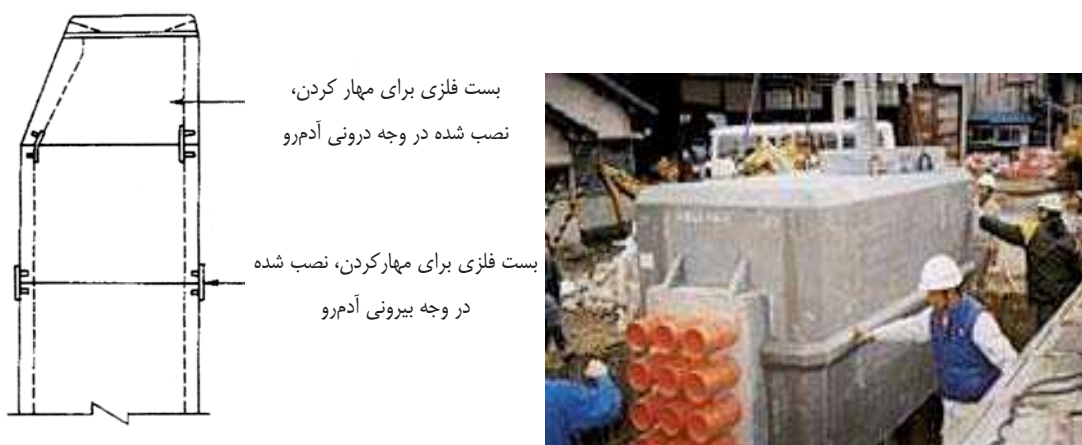 بست فلزی برای مهار کردن،
نصب شده در وجه درونی آدم‌رو
بست فلزی برای مهارکردن، نصب شده
در وجه بیرونی آدم‌رو